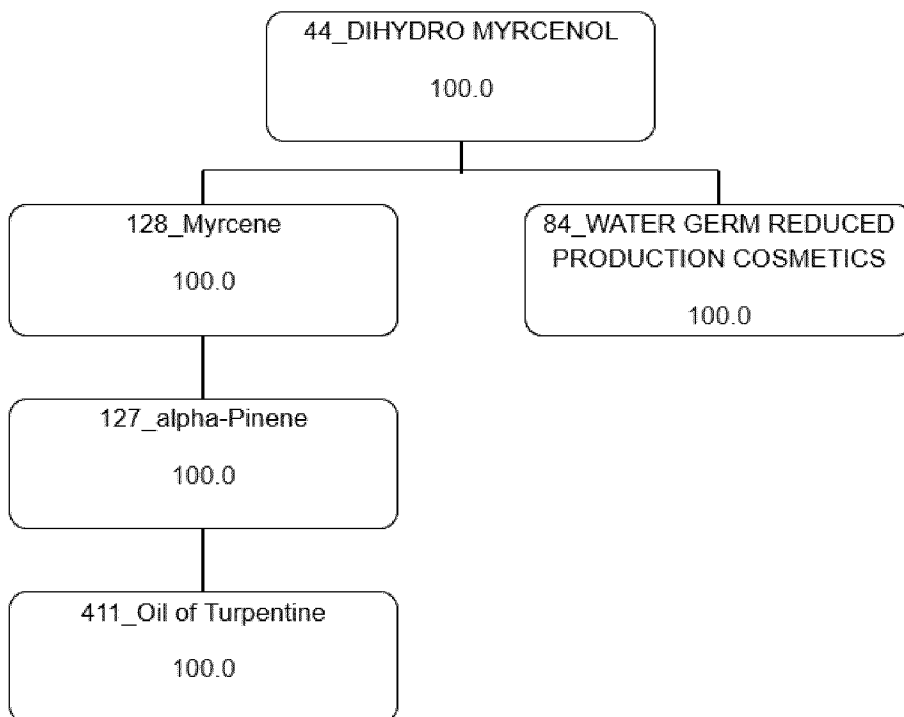 44_DIHYDRO MYRCENOL
100.0
128_Myrcene
100.0
84_WATER GERM REDUCED
PRODUCTION COSMETICS
100.0
127_alpha-Pinene
100.0
411_Oil of Turpentine
100.0